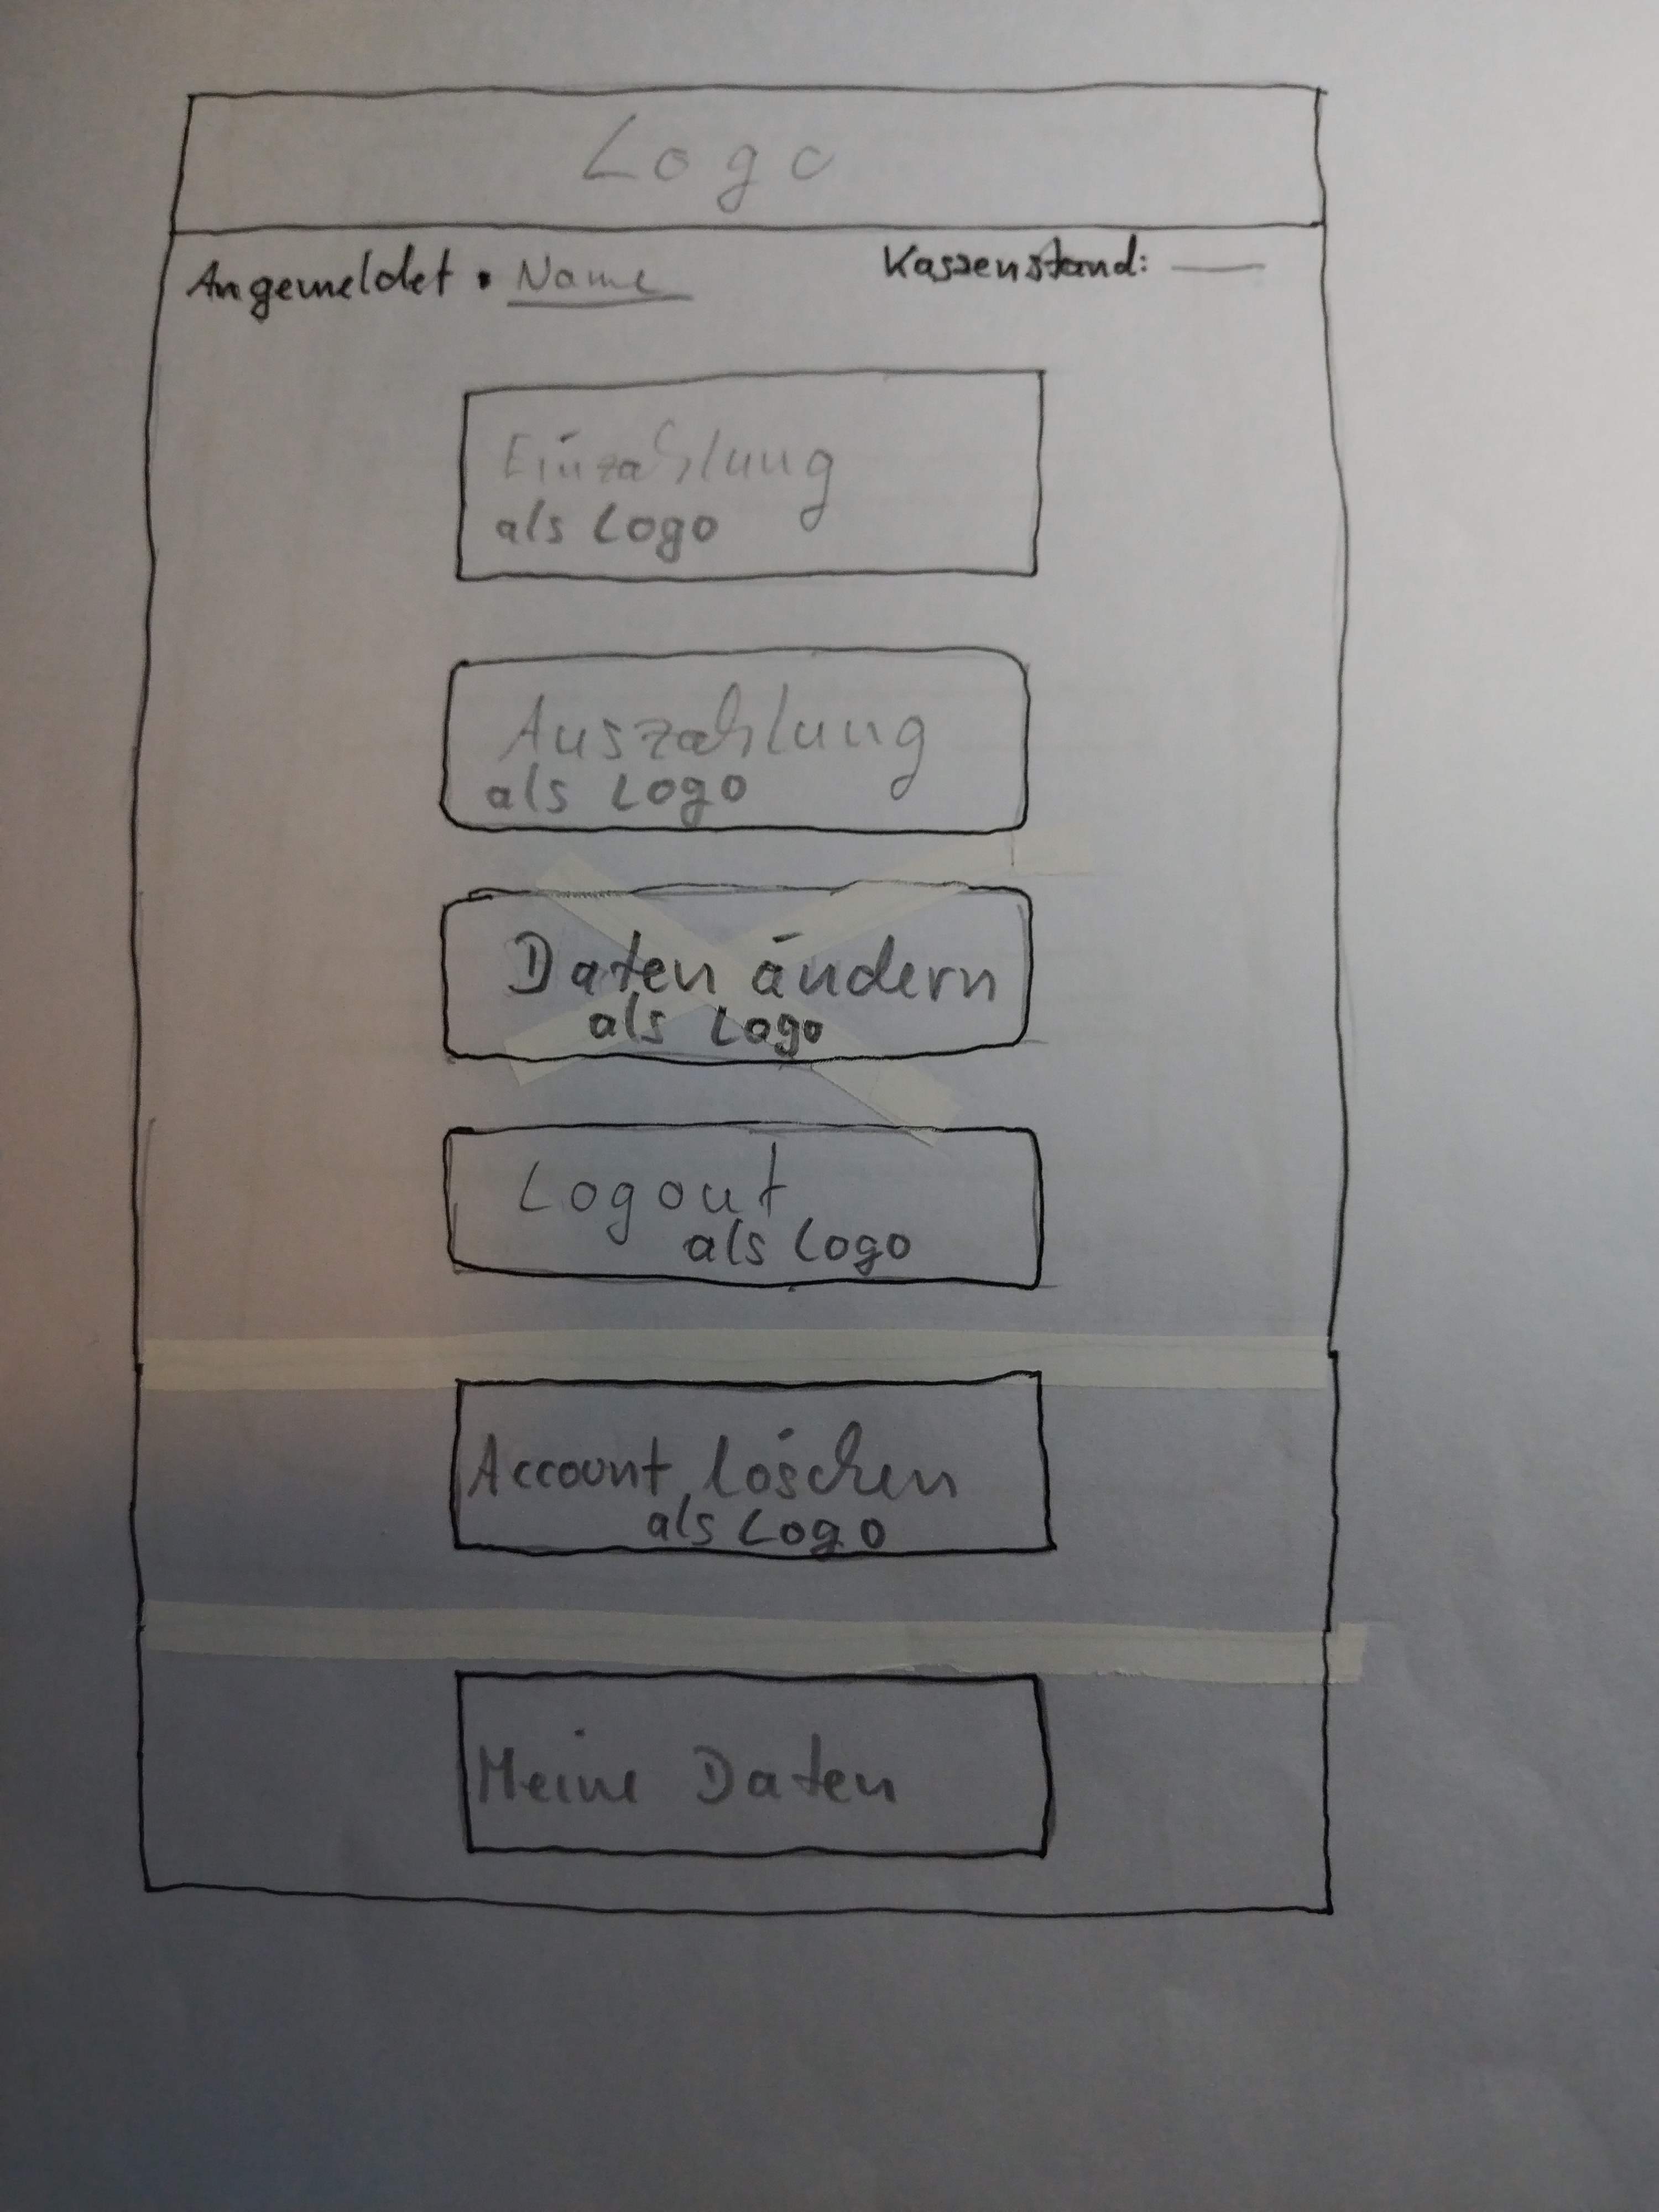 Logo
Angemeldet • Name
Kassenstand:
Einzahlung
als Logo
Auszahlung
als Logo
Daten ändern
als Logo
Logout
als Logo
Account löschen
als Logo
Meine Daten